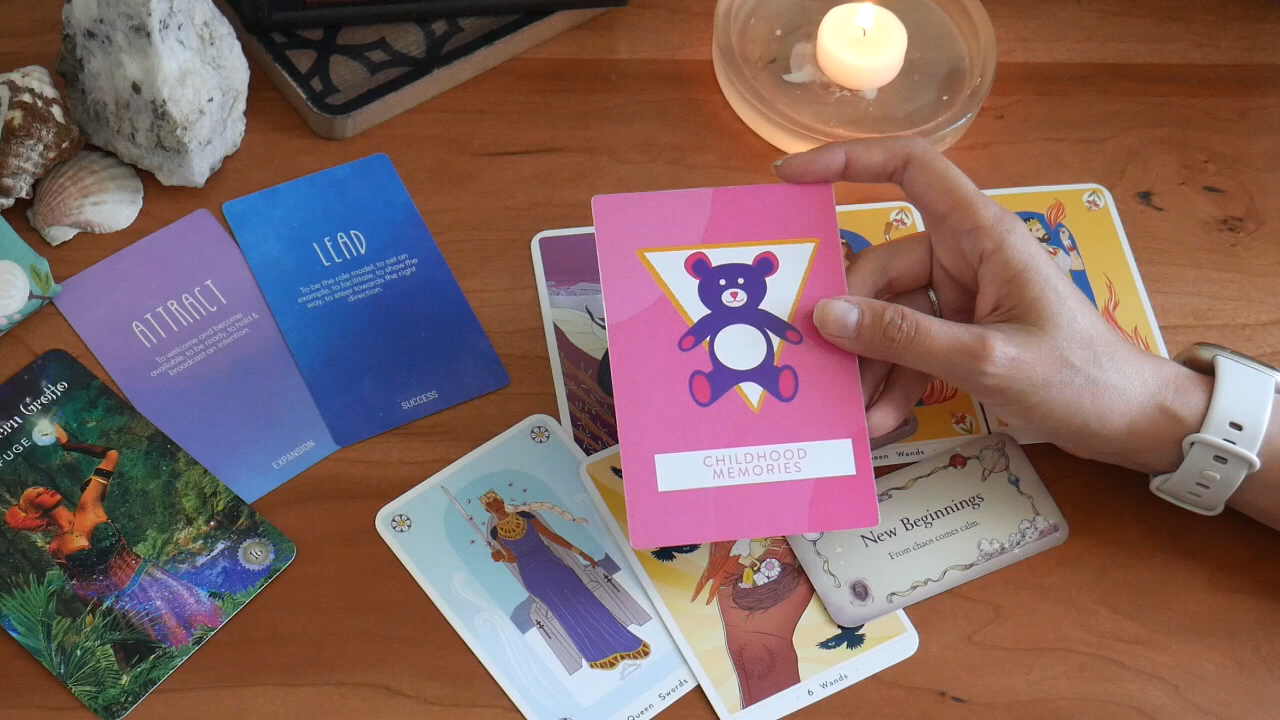 ATTRACT
To welcome and become
available, to be ready, to hold &
broadcast an intention.
EXPANSION
LEAD
To be the role model, to set an
example, to facilitate, to show the
way, to steer towards the right
direction.
SUCCESS
Grotto
16
CHILDHOOD
MEMORIES
Wands
New Beginnings
From chaos comes calm.
Queen Swords
6 Wands